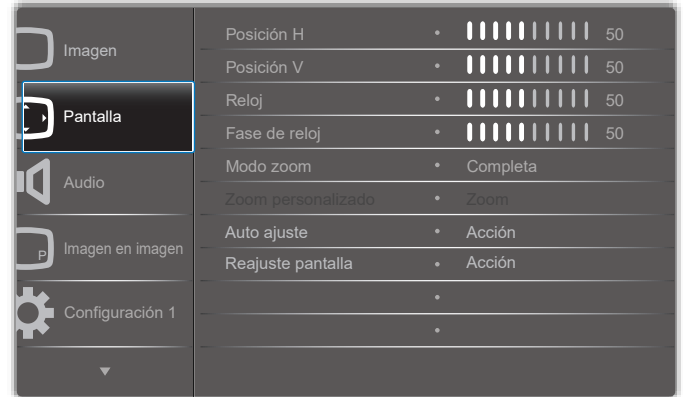 Imagen
Pantalla
Audio
P
Imagen en imagen
Configuración 1
Posición H • 50
Posición V • 50
Reloj • 50
Fase de reloj • 50
Modo zoom • Completa
Zoom personalizado • Zoom
Auto ajuste • Acción
Reajuste pantalla • Acción
•
•